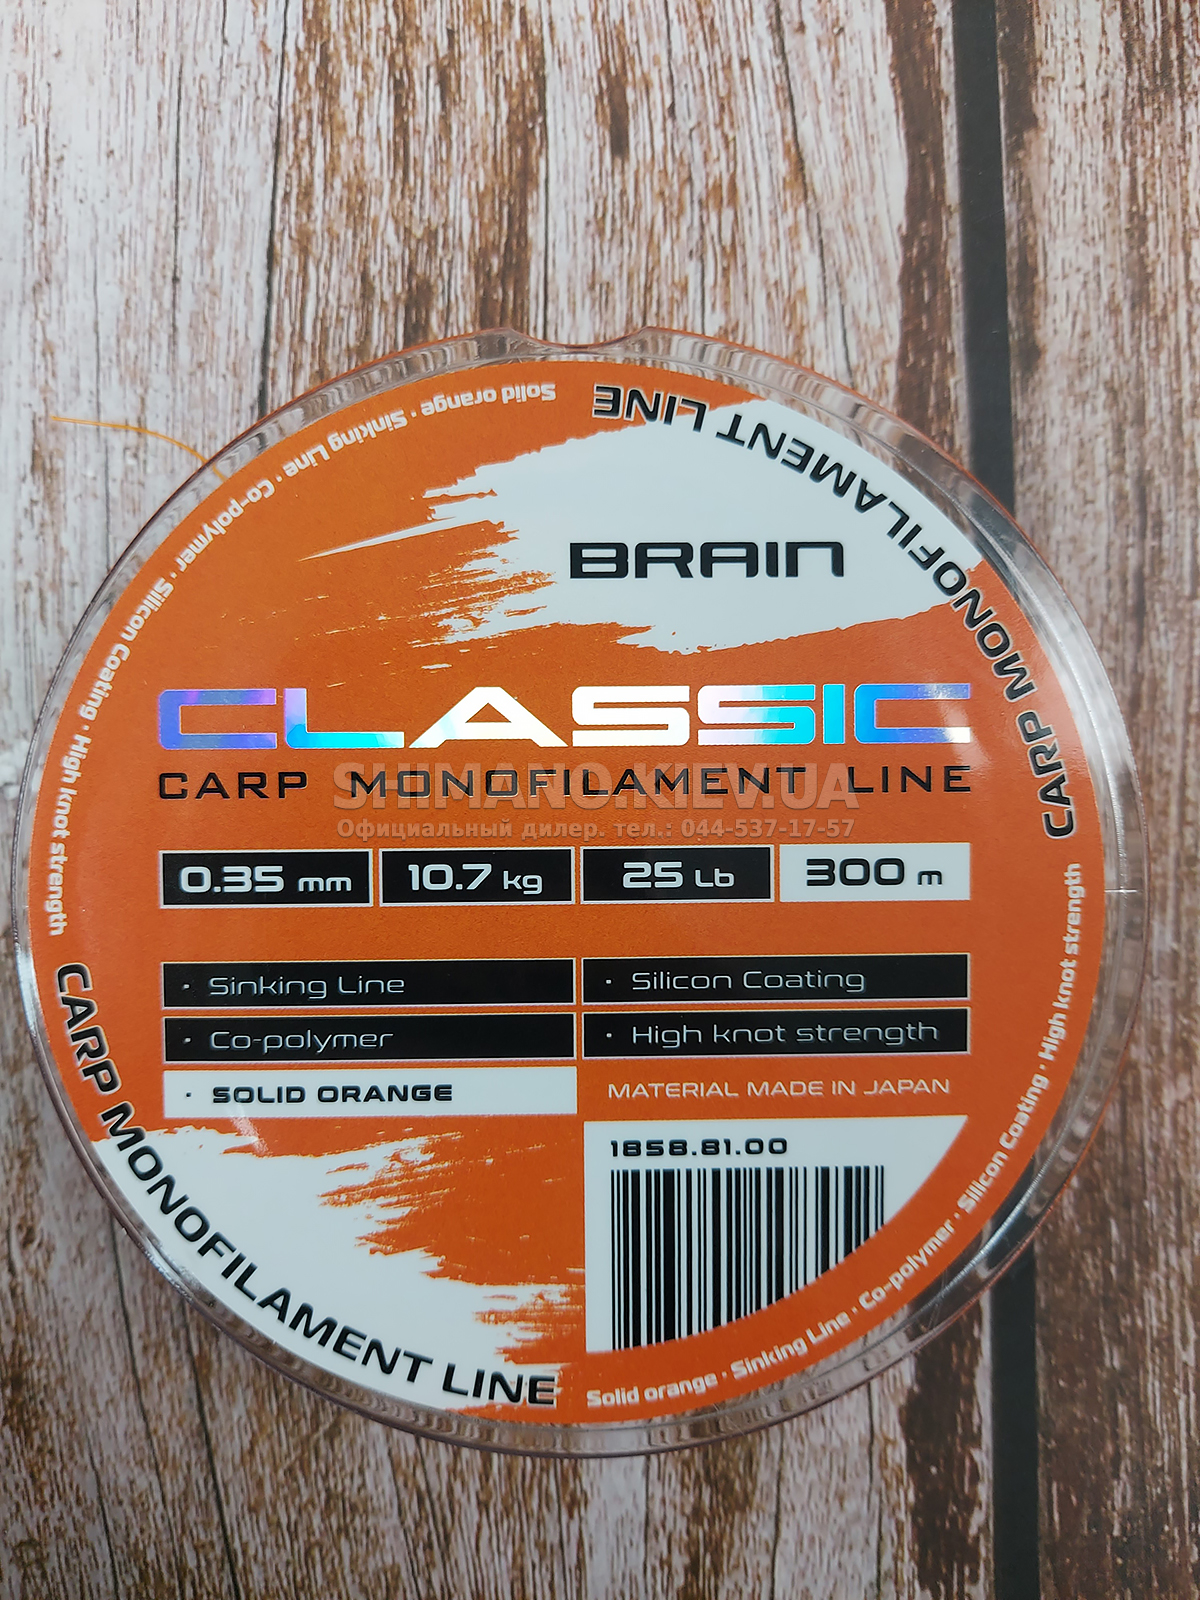 BRAIN
CLASSIC
CARP MONOFILAMENT LINE
SHIMANO.KIEV.UA
Официальный дилер. тел.: 044-537-17-57
0.35 mm 10.7 kg 25 Lb 300 m
· Sinking Line · Silicon Coating
· Co-polymer · High knot strength
· SOLID ORANGE MATERIAL MADE IN JAPAN
1858.81.00
CARP MONOFILAMENT LINE
Solid orange · Sinking Line · Co-polymer · Silicon Coating · High knot strength
CARP MONOFILAMENT LINE
Solid orange · Sinking Line · Co-polymer · Silicon Coating · High knot strength